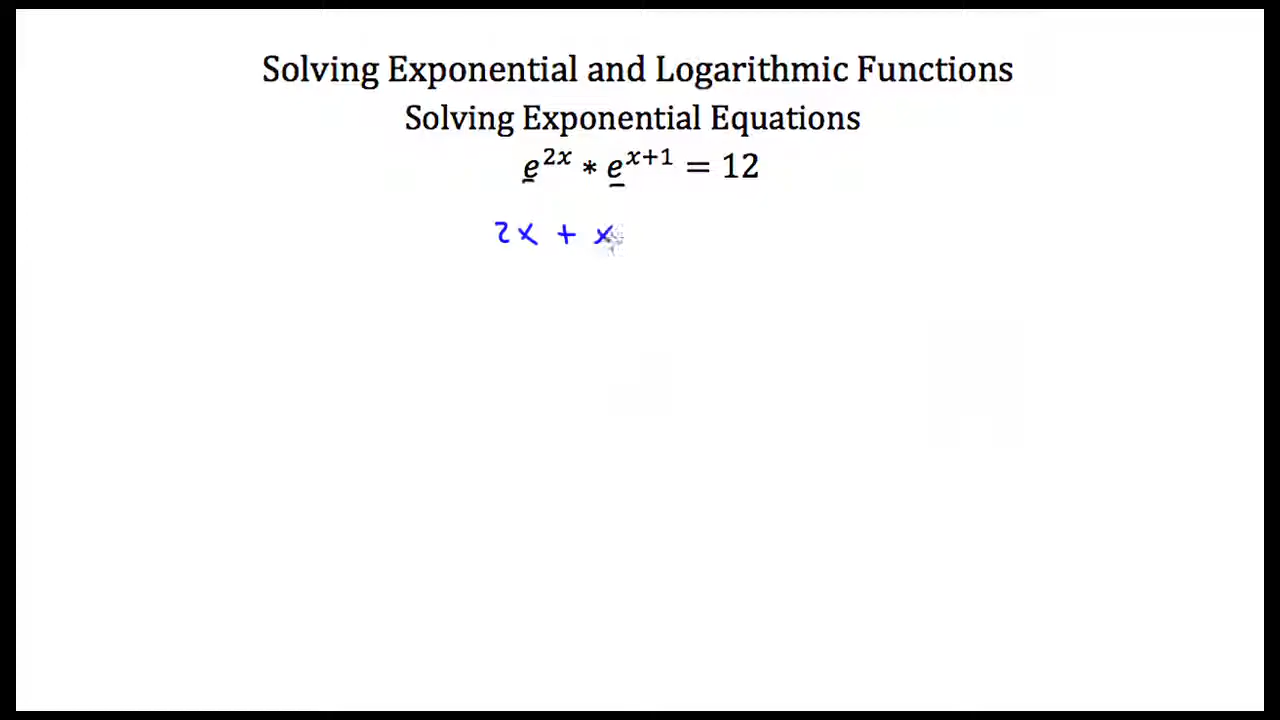 Solving Exponential and Logarithmic Functions
Solving Exponential Equations
e^{2x} * e^{x+1} = 12
2x + x